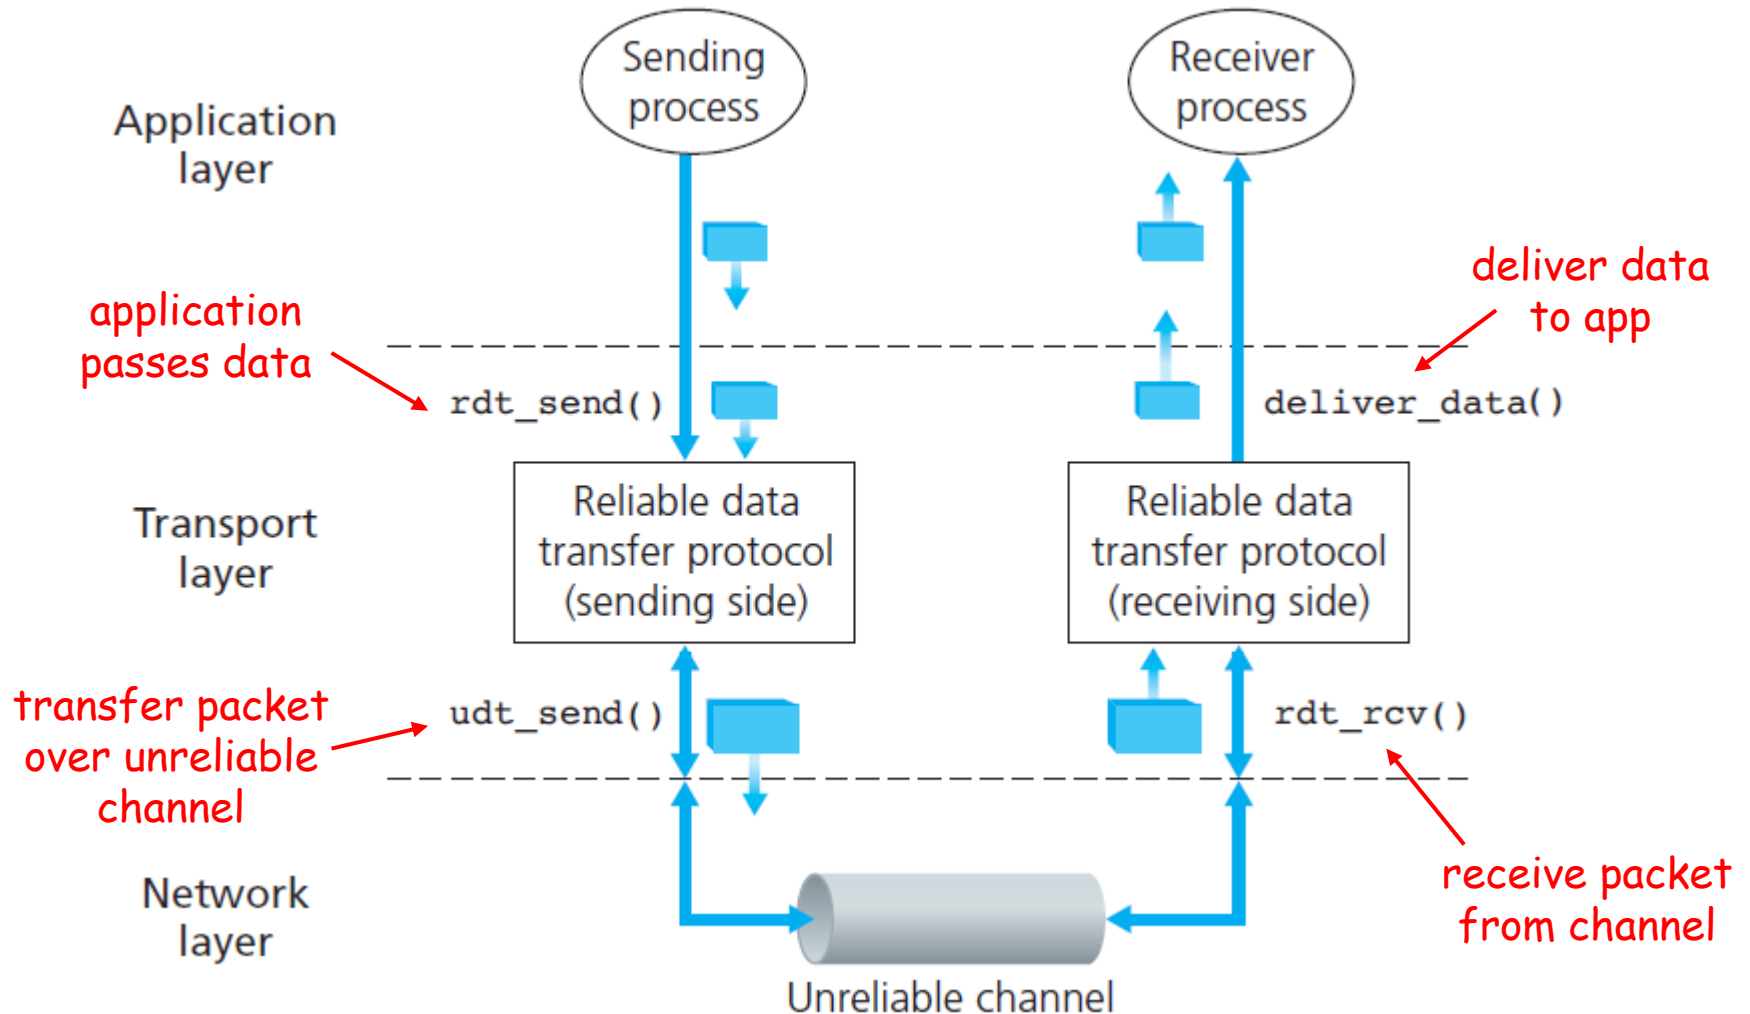 Sending
process
Receiver
process
Application
layer
application
passes data
deliver data
to app
rdt_send()
deliver_data()
Transport
layer
Reliable data
transfer protocol
(sending side)
Reliable data
transfer protocol
(receiving side)
transfer packet
over unreliable
channel
udt_send()
rdt_rcv()
Network
layer
receive packet
from channel
Unreliable channel